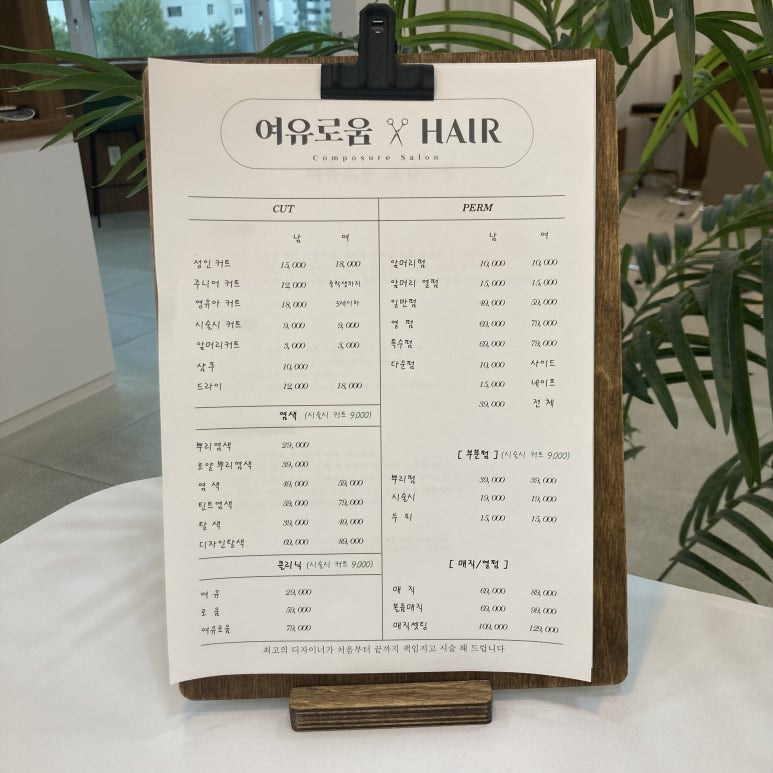 여유로움 HAIR
Composure Salon
CUT
남 여
성인 커트 15,000 18,000
주니어 커트 12,000 중학생까지
영유아 커트 18,000 5세이하
시술시 커트 9,000 9,000
앞머리커트 3,000 3,000
샴푸 10,000
드라이 12,000 18,000
염색 (시술시 커트 9,000)
뿌리염색 29,000
로얄 뿌리염색 39,000
염색 49,000 59,000
틴트염색 59,000 79,000
탈색 39,000 49,000
디자인탈색 69,000 89,000
클리닉 (시술시 커트 9,000)
여유 29,000
로움 59,000
여유로움 79,000
PERM
남 여
앞머리펌 10,000 10,000
앞머리 열펌 15,000 15,000
일반펌 49,000 59,000
열펌 69,000 79,000
특수펌 69,000 79,000
다운펌 10,000 사이드
15,000 네이프
39,000 전체
[ 부분펌 ] (시술시 커트 9,000)
뿌리펌 39,000 39,000
시술시 19,000 19,000
두피 15,000 15,000
[ 매직/열펌 ]
매직 69,000 89,000
볼륨매직 69,000 99,000
매직셋팅 109,000 129,000
최고의 디자이너가 처음부터 끝까지 책임지고 시술 해 드립니다